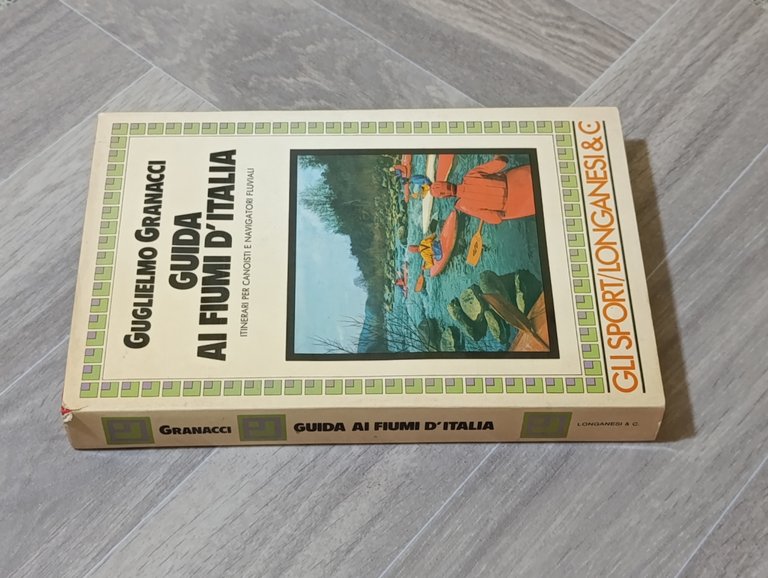 GUGLIELMO GRANACCI
GUIDA
AI FIUMI D'ITALIA
ITINERARI PER CANOISTI E NAVIGATORI FLUVIALI
GLI SPORT/LONGANESI & C.
GRANACCI
GUIDA AI FIUMI D'ITALIA
LONGANESI & C.